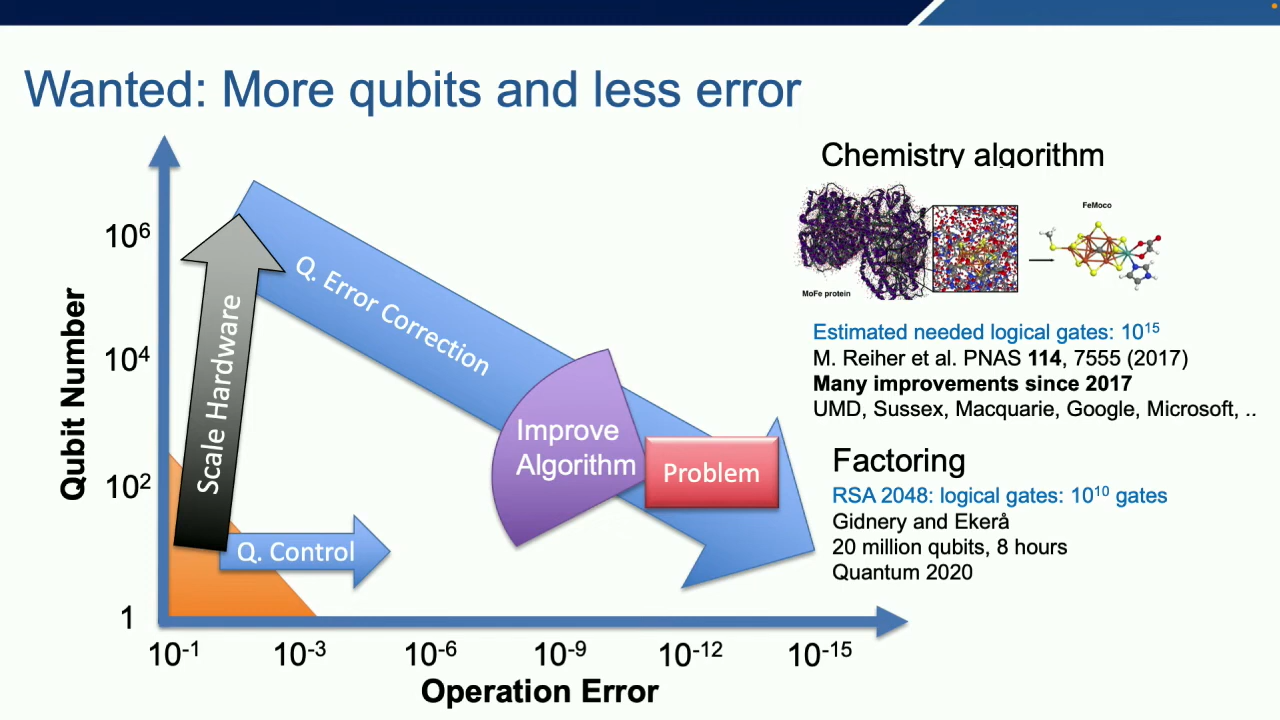 Wanted: More qubits and less error
Qubit Number
10⁶
10⁴
10²
1
10⁻¹
10⁻³
10⁻⁶
10⁻⁹
10⁻¹²
10⁻¹⁵
Operation Error
Scale Hardware
Q. Error Correction
Q. Control
Improve
Algorithm
Problem
Chemistry algorithm
MoFe protein
FeMoco
Estimated needed logical gates: 10¹⁵
M. Reiher et al. PNAS 114, 7555 (2017)
Many improvements since 2017
UMD, Sussex, Macquarie, Google, Microsoft, ..
Factoring
RSA 2048: logical gates: 10¹⁰ gates
Gidnery and Ekerå
20 million qubits, 8 hours
Quantum 2020